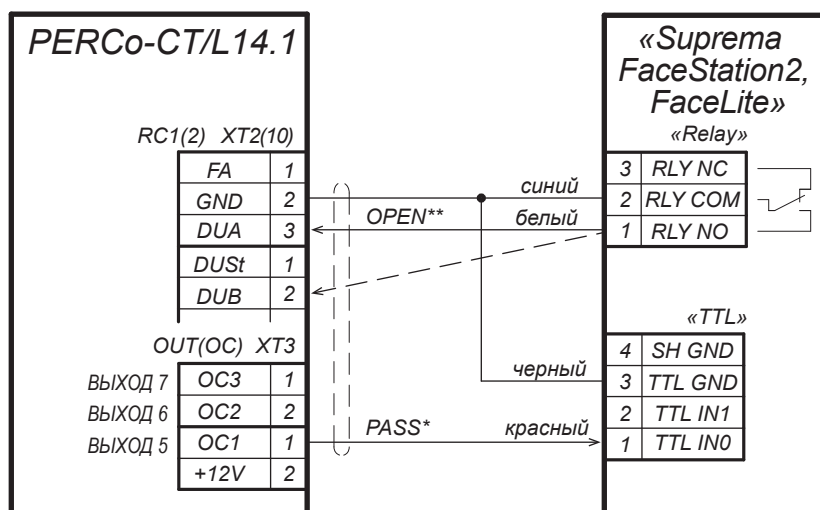 PERCo-CT/L14.1
«Suprema
FaceStation2,
FaceLite»
«Relay»
RC1(2) XT2(10)
FA 1
GND 2
DUA 3
DUSt 1
DUB 2
OUT(OC) XT3
ВЫХОД 7 OC3 1
ВЫХОД 6 OC2 2
ВЫХОД 5 OC1 1
+12V 2
синий
OPEN** белый
черный
PASS* красный
3 RLY NC
2 RLY COM
1 RLY NO
«TTL»
4 SH GND
3 TTL GND
2 TTL IN1
1 TTL IN0